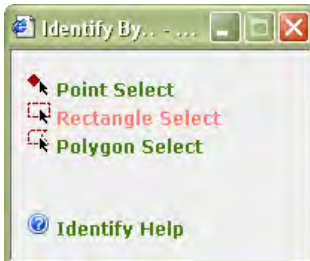 Identify By.. - ...
Point Select
Rectangle Select
Polygon Select
Identify Help